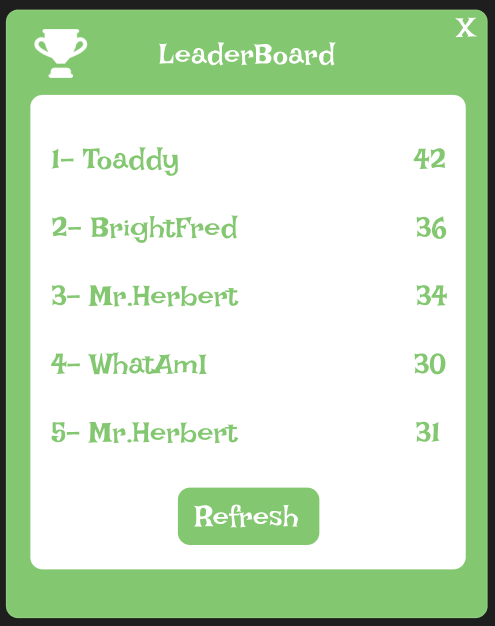 X
LeaderBoard
1- Toaddy 42
2- BrightFred 36
3- Mr.Herbert 34
4- WhatAmI 30
5- Mr.Herbert 31
Refresh